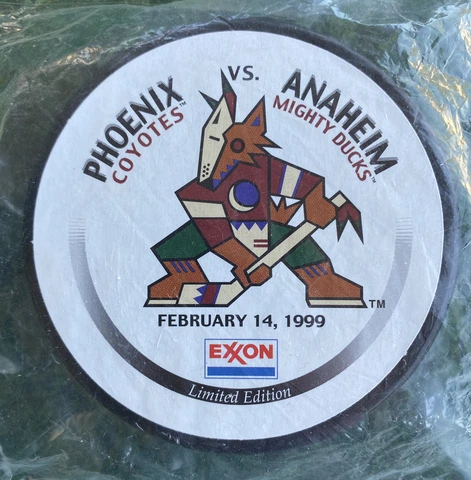 PHOENIX
COYOTES™
VS.
ANAHEIM
MIGHTY DUCKS™
TM
FEBRUARY 14, 1999
EXXON
Limited Edition